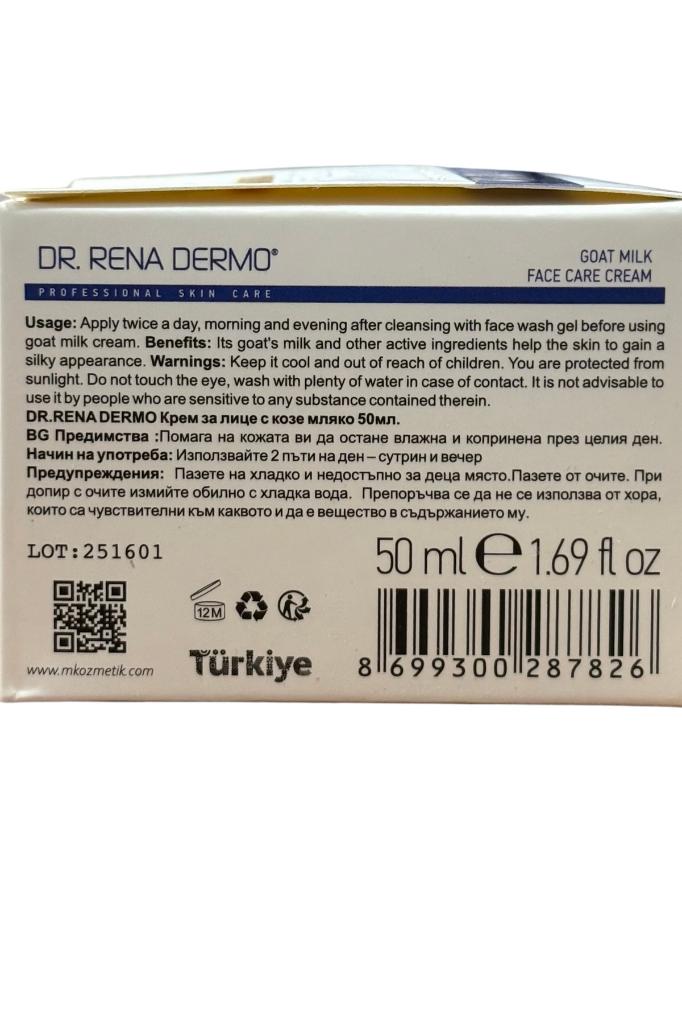 DR. RENA DERMO®
GOAT MILK
FACE CARE CREAM
PROFESSIONAL SKIN CARE
Usage: Apply twice a day, morning and evening after cleansing with face wash gel before using
goat milk cream. Benefits: Its goat's milk and other active ingredients help the skin to gain a
silky appearance. Warnings: Keep it cool and out of reach of children. You are protected from
sunlight. Do not touch the eye, wash with plenty of water in case of contact. It is not advisable to
use it by people who are sensitive to any substance contained therein.
DR.RENA DERMO Крем за лице с козе мляко 50мл.
BG Предимства :Помага на кожата ви да остане влажна и копринена през целия ден.
Начин на употреба: Използвайте 2 пъти на ден – сутрин и вечер
Предупреждения: Пазете на хладко и недостъпно за деца място.Пазете от очите. При
допир с очите измийте обилно с хладка вода. Препоръчва се да не се използва от хора,
които са чувствителни към каквото и да е вещество в съдържанието му.
LOT:251601
50 ml e 1.69 fl oz
12M
www.mkozmetik.com
Türkiye
8 699300 287826